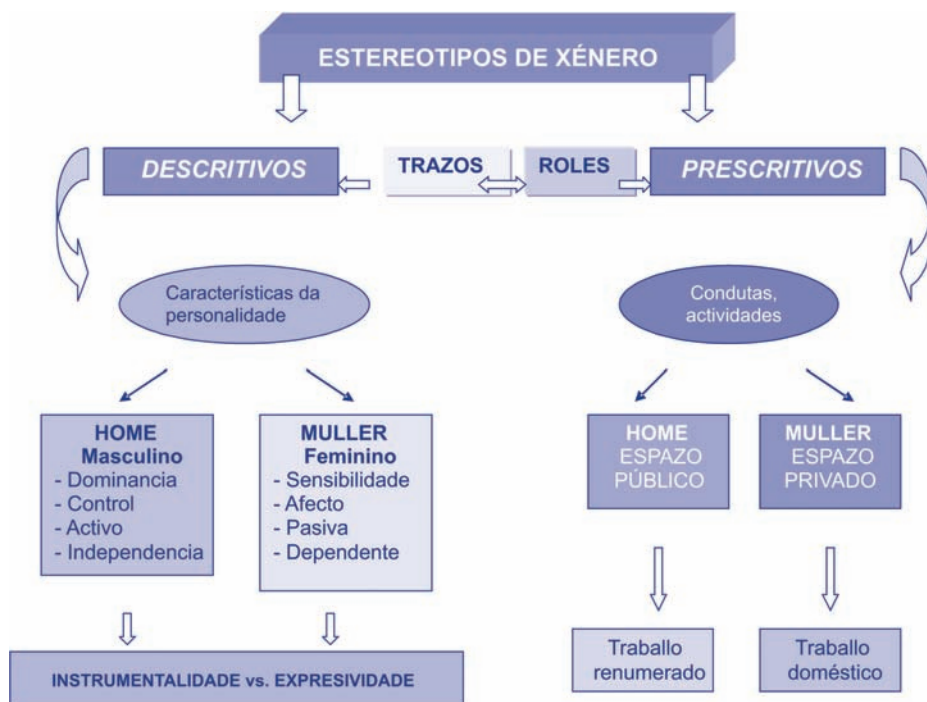 ESTEREOTIPOS DE XÉNERO
DESCRITIVOS
TRAZOS
ROLES
PRESCRITIVOS
Características da
personalidade
Condutas,
actividades
HOME
Masculino
- Dominancia
- Control
- Activo
- Independencia
MULLER
Feminino
- Sensibilidade
- Afecto
- Pasiva
- Dependente
HOME
ESPAZO
PÚBLICO
MULLER
ESPAZO
PRIVADO
INSTRUMENTALIDADE vs. EXPRESIVIDADE
Traballo
renumerado
Traballo
doméstico